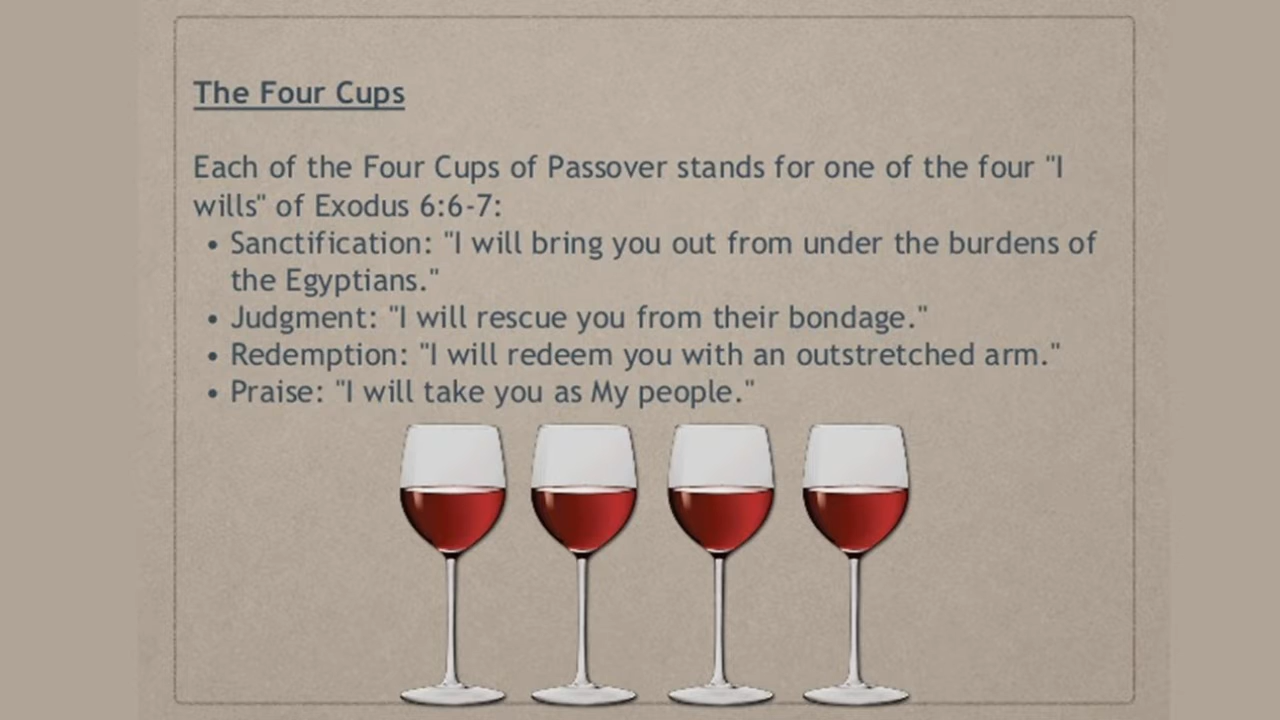 The Four Cups
Each of the Four Cups of Passover stands for one of the four "I
wills" of Exodus 6:6-7:
• Sanctification: "I will bring you out from under the burdens of
the Egyptians."
• Judgment: "I will rescue you from their bondage."
• Redemption: "I will redeem you with an outstretched arm."
• Praise: "I will take you as My people."